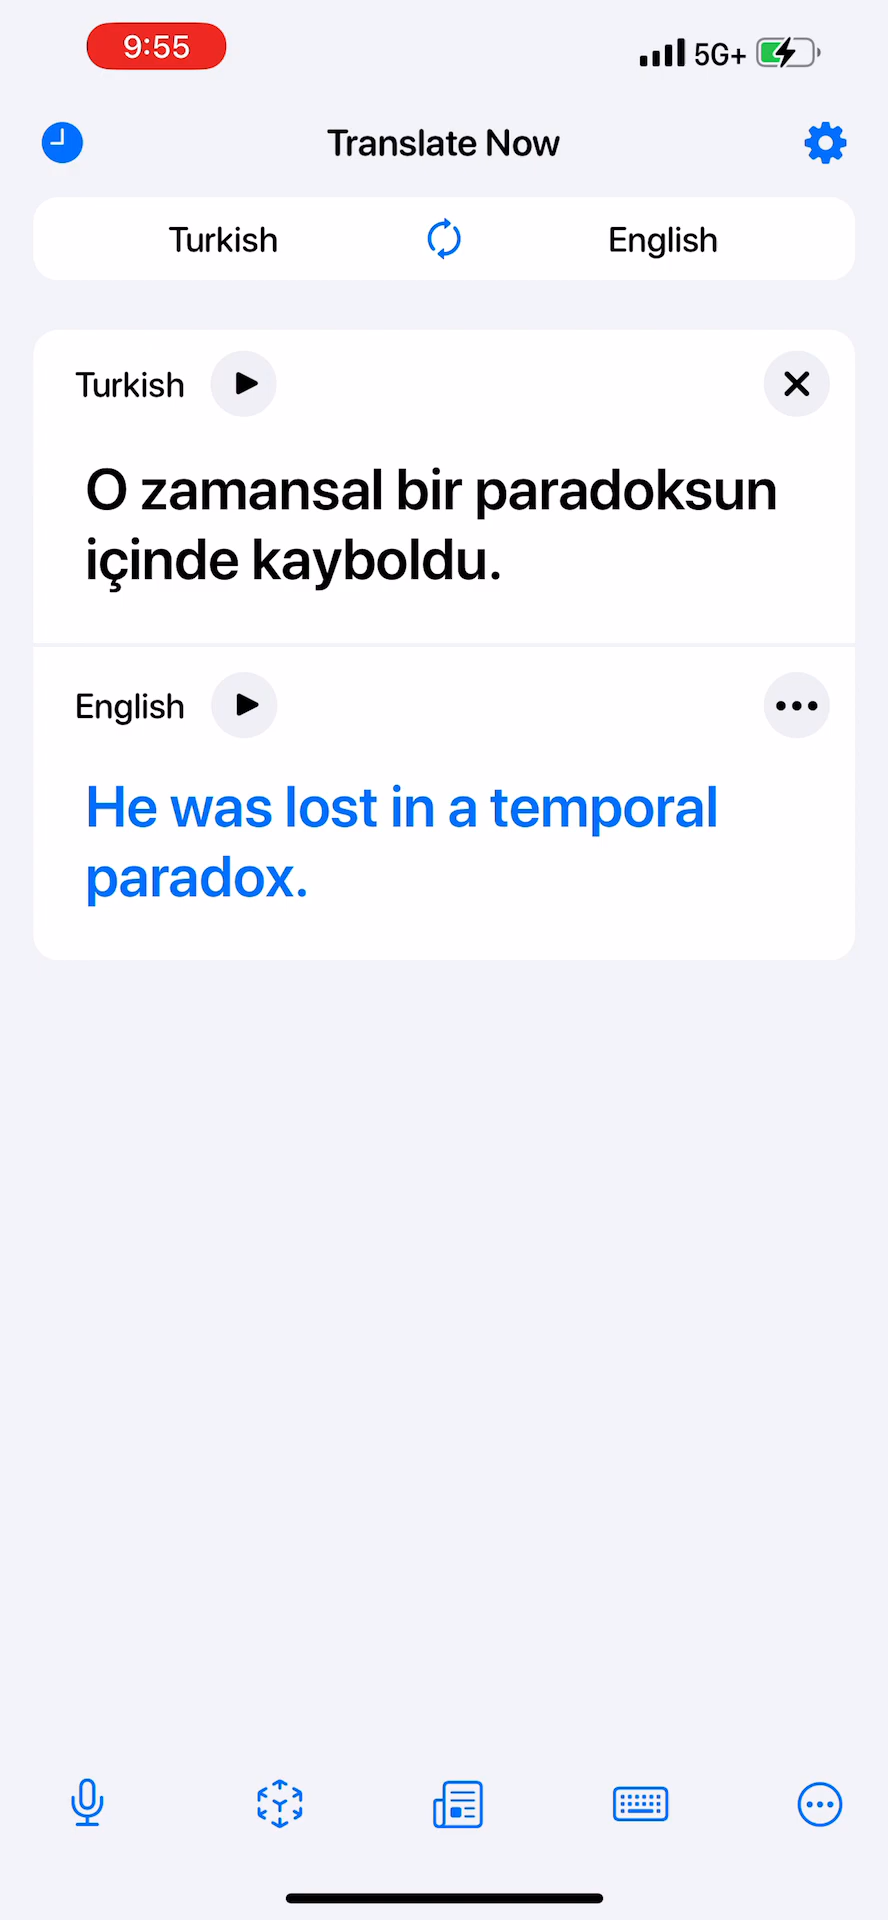 9:55
5G+
Translate Now
Turkish
English
Turkish
O zamansal bir paradoksun
içinde kayboldu.
English
He was lost in a temporal
paradox.